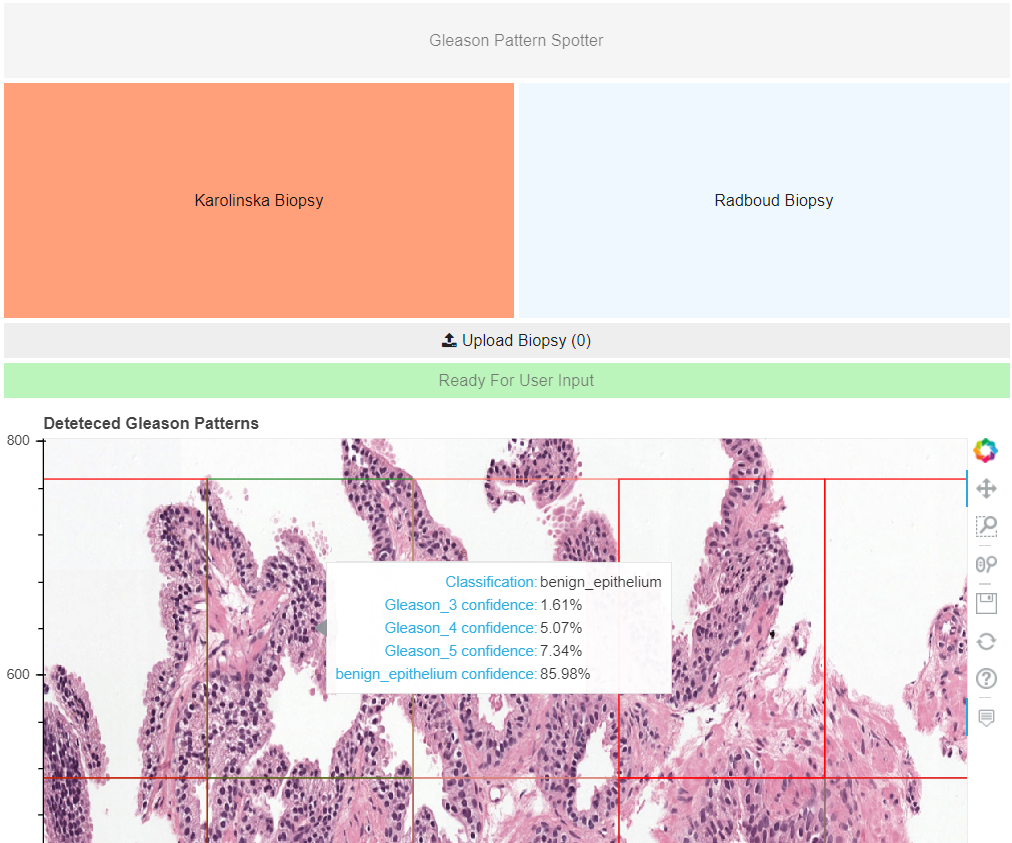 Gleason Pattern Spotter
Karolinska Biopsy
Radboud Biopsy
Upload Biopsy (0)
Ready For User Input
Deteteced Gleason Patterns
800
Classification: benign_epithelium
Gleason_3 confidence: 1.61%
Gleason_4 confidence: 5.07%
Gleason_5 confidence: 7.34%
benign_epithelium confidence: 85.98%
600